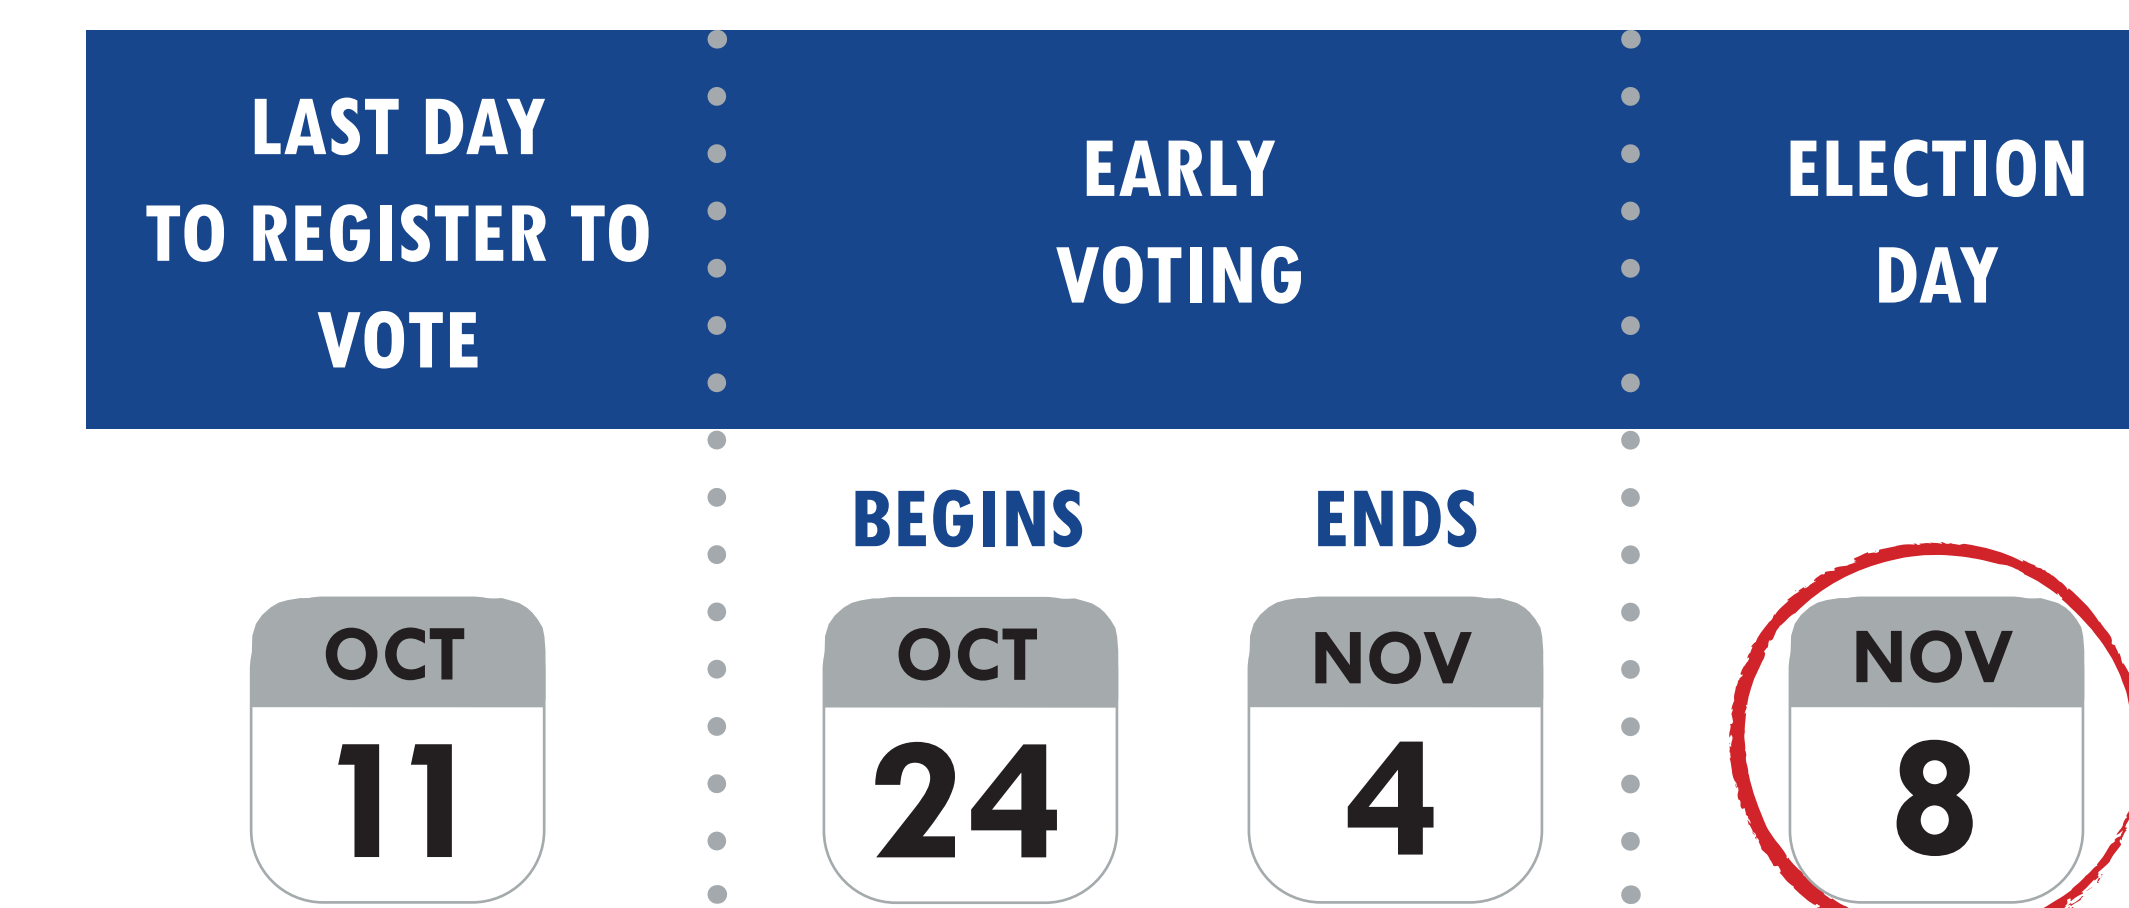 LAST DAY
TO REGISTER TO
VOTE
EARLY
VOTING
ELECTION
DAY
BEGINS
ENDS
OCT
11
OCT
24
NOV
4
NOV
8